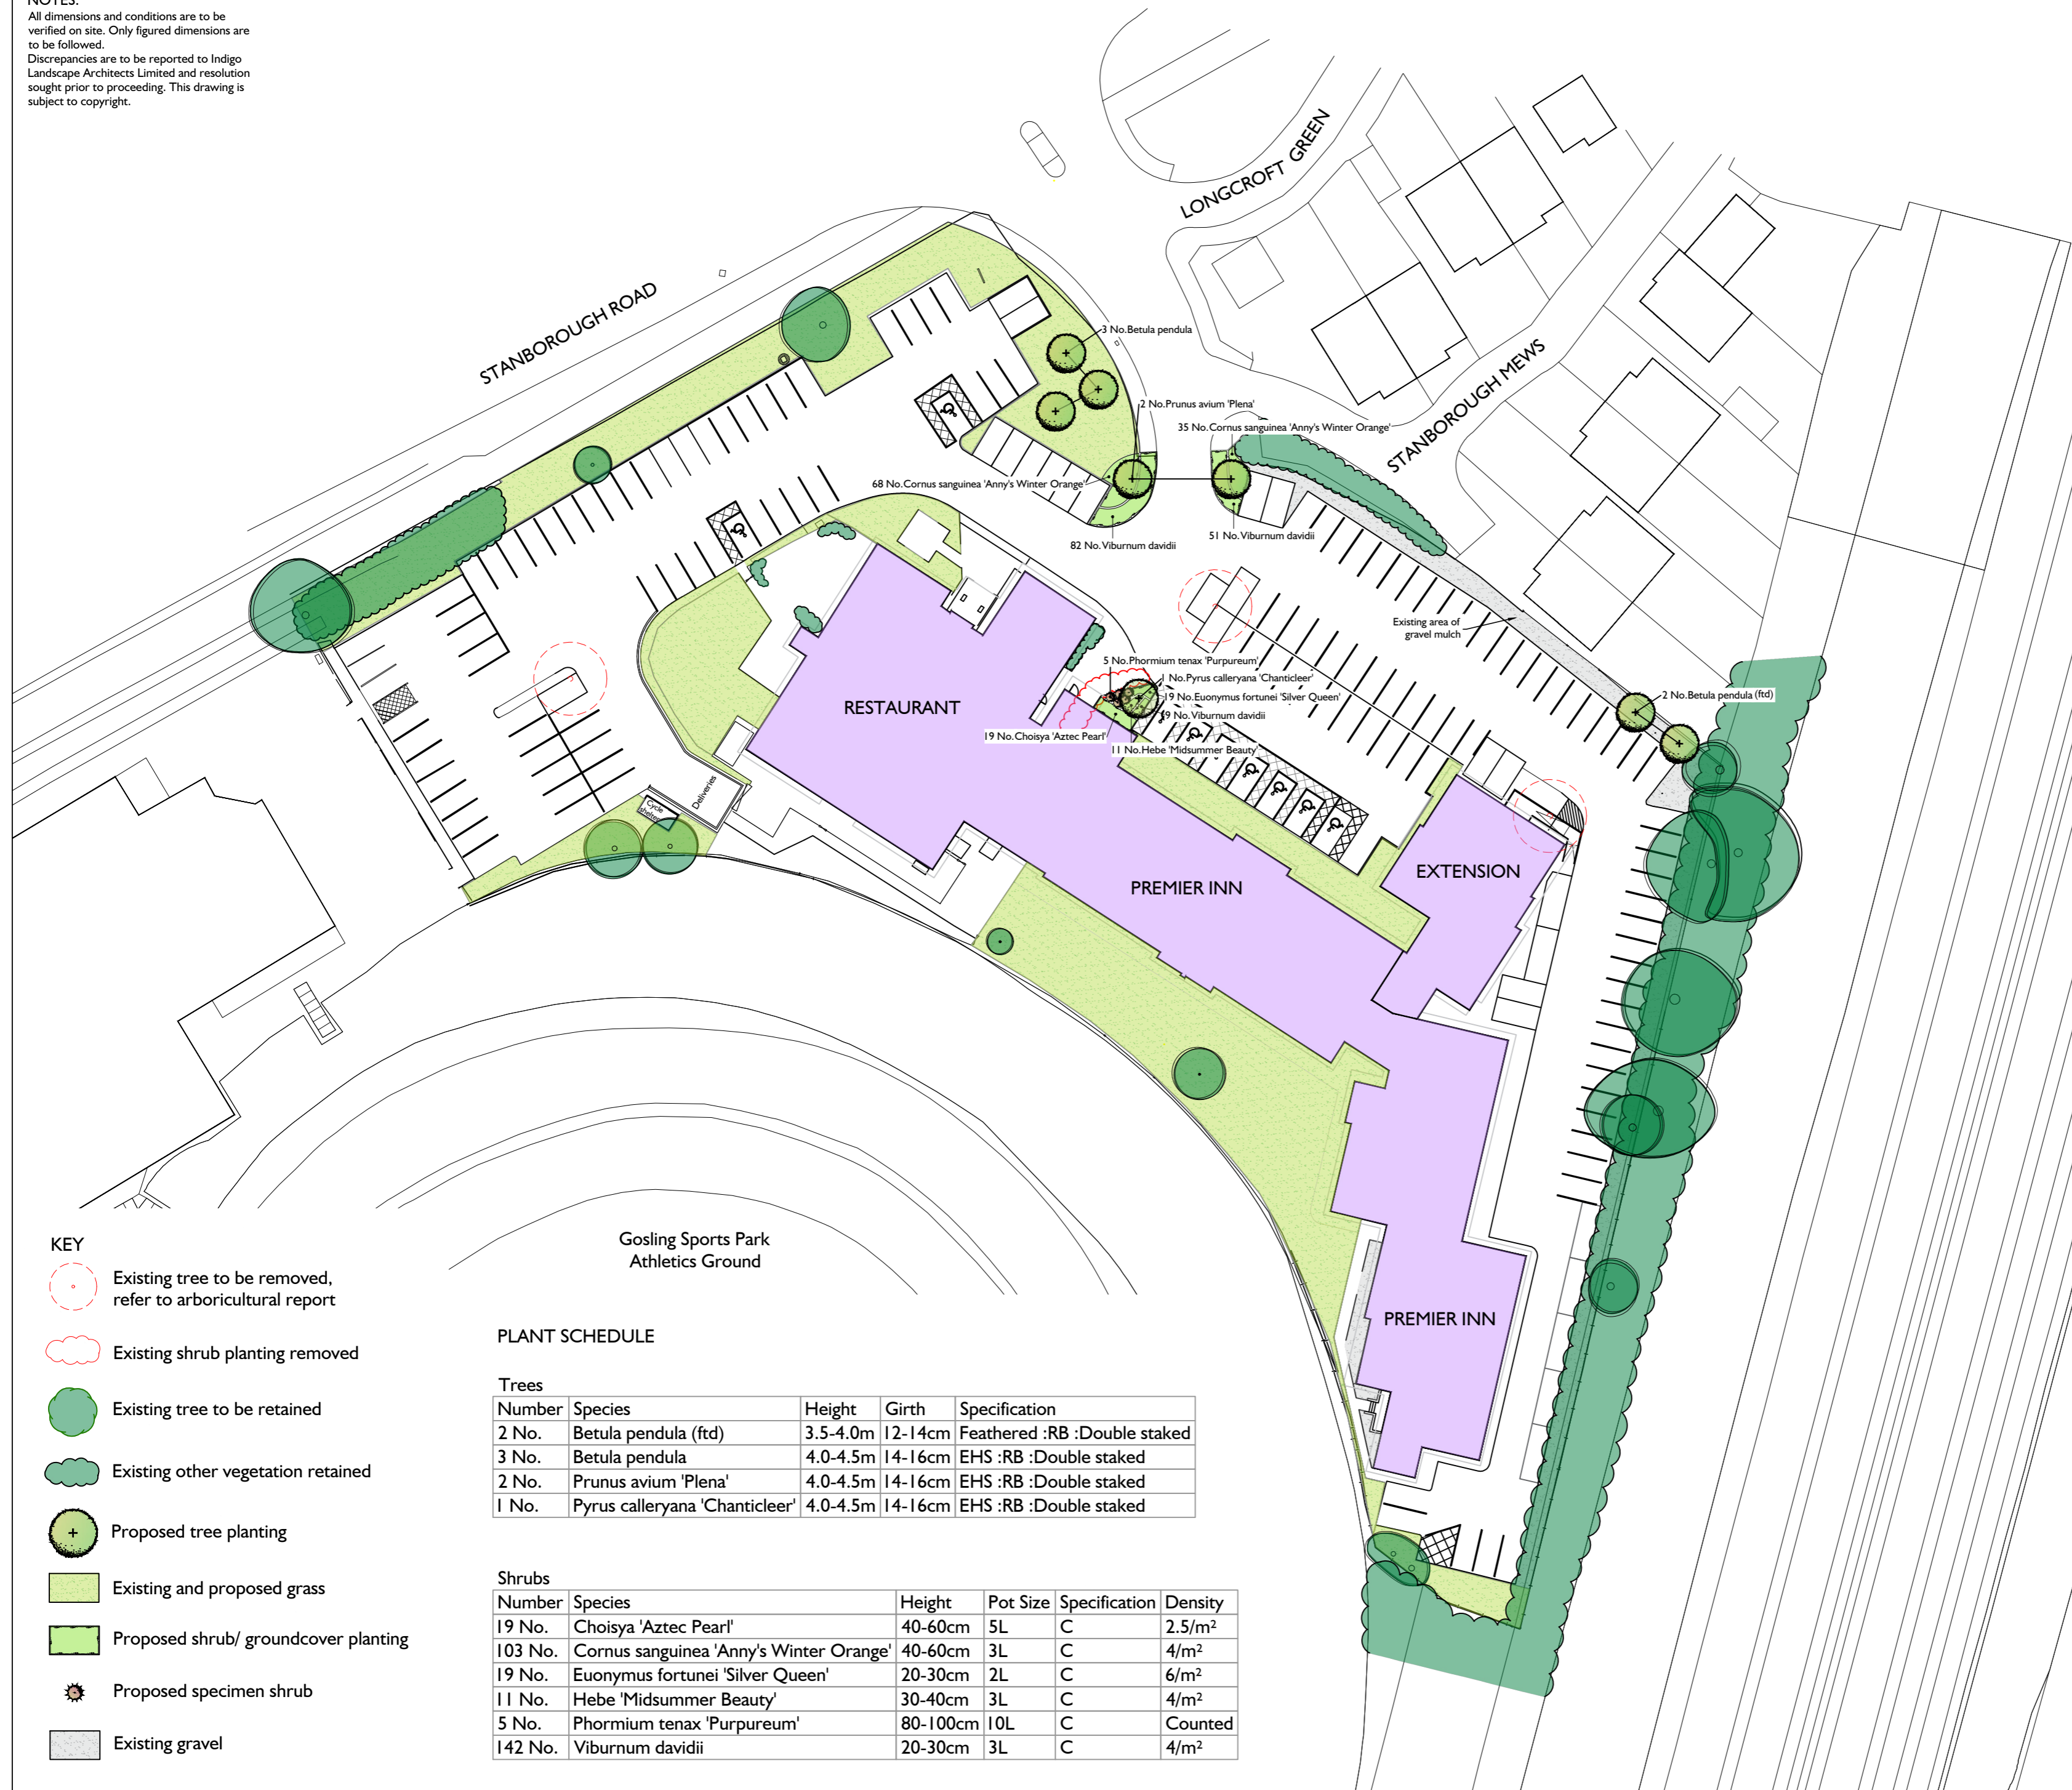 NOTES:
All dimensions and conditions are to be
verified on site. Only figured dimensions are
to be followed.
Discrepancies are to be reported to Indigo
Landscape Architects Limited and resolution
sought prior to proceeding. This drawing is
subject to copyright.
LONGCROFT GREEN
STANBOROUGH ROAD
STANBOROUGH MEWS
3 No.Betula pendula
2 No.Prunus avium 'Plena'
35 No.Cornus sanguinea 'Anny's Winter Orange'
68 No.Cornus sanguinea 'Anny's Winter Orange'
82 No.Viburnum davidii
51 No.Viburnum davidii
Existing area of
gravel mulch
5 No.Phormium tenax 'Purpureum'
1 No.Pyrus calleryana 'Chanticleer'
19 No.Euonymus fortunei 'Silver Queen'
9 No.Viburnum davidii
19 No.Choisya 'Aztec Pearl'
11 No.Hebe 'Midsummer Beauty'
2 No.Betula pendula (ftd)
RESTAURANT
Deliveries
Cycle
shelter
PREMIER INN
EXTENSION
PREMIER INN
Gosling Sports Park
Athletics Ground
KEY
Existing tree to be removed,
refer to arboricultural report
Existing shrub planting removed
Existing tree to be retained
Existing other vegetation retained
Proposed tree planting
Existing and proposed grass
Proposed shrub/ groundcover planting
Proposed specimen shrub
Existing gravel
PLANT SCHEDULE
Trees
Number Species Height Girth Specification
2 No. Betula pendula (ftd) 3.5-4.0m 12-14cm Feathered :RB :Double staked
3 No. Betula pendula 4.0-4.5m 14-16cm EHS :RB :Double staked
2 No. Prunus avium 'Plena' 4.0-4.5m 14-16cm EHS :RB :Double staked
1 No. Pyrus calleryana 'Chanticleer' 4.0-4.5m 14-16cm EHS :RB :Double staked
Shrubs
Number Species Height Pot Size Specification Density
19 No. Choisya 'Aztec Pearl' 40-60cm 5L C 2.5/m²
103 No. Cornus sanguinea 'Anny's Winter Orange' 40-60cm 3L C 4/m²
19 No. Euonymus fortunei 'Silver Queen' 20-30cm 2L C 6/m²
11 No. Hebe 'Midsummer Beauty' 30-40cm 3L C 4/m²
5 No. Phormium tenax 'Purpureum' 80-100cm 10L C Counted
142 No. Viburnum davidii 20-30cm 3L C 4/m²